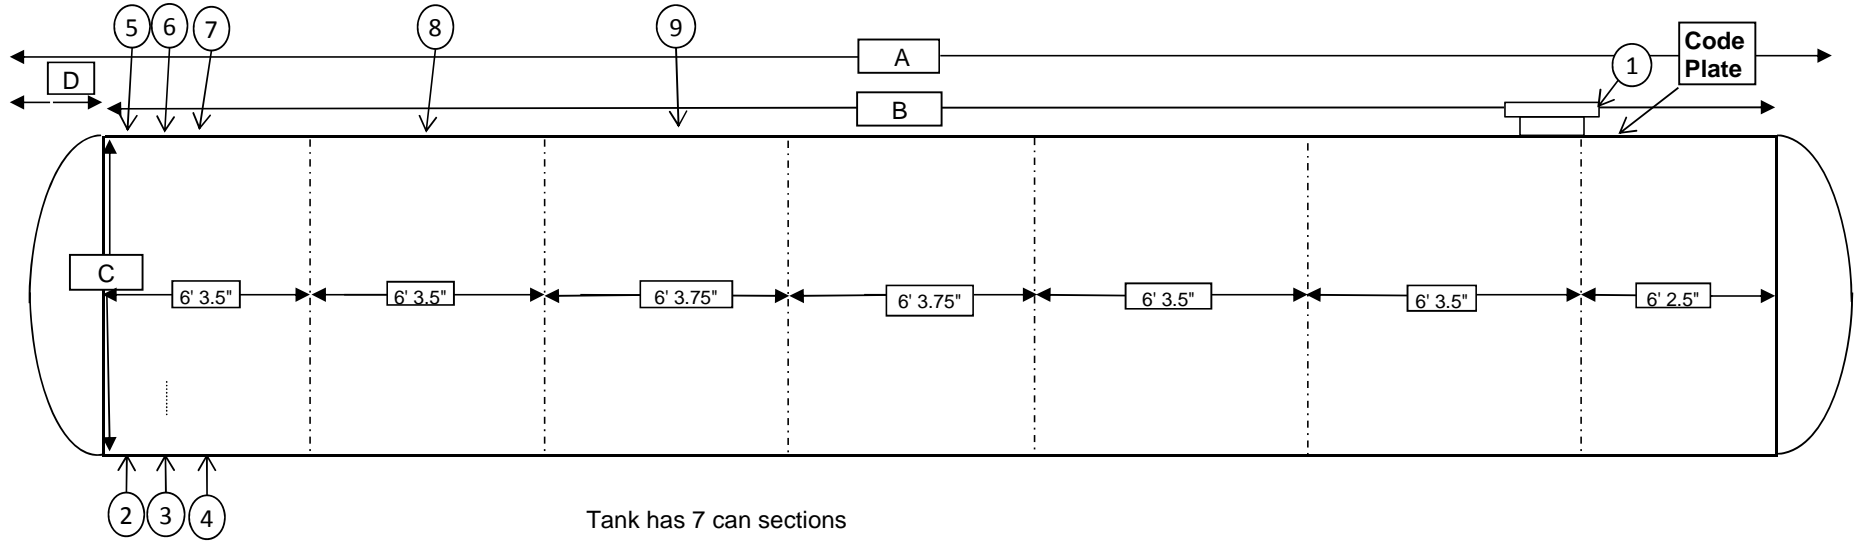 5 6 7 8 9
A
Code
Plate
1
D
B
C
6' 3.5" 6' 3.5" 6' 3.75" 6' 3.75" 6' 3.5" 6' 3.5" 6' 2.5"
2 3 4
Tank has 7 can sections